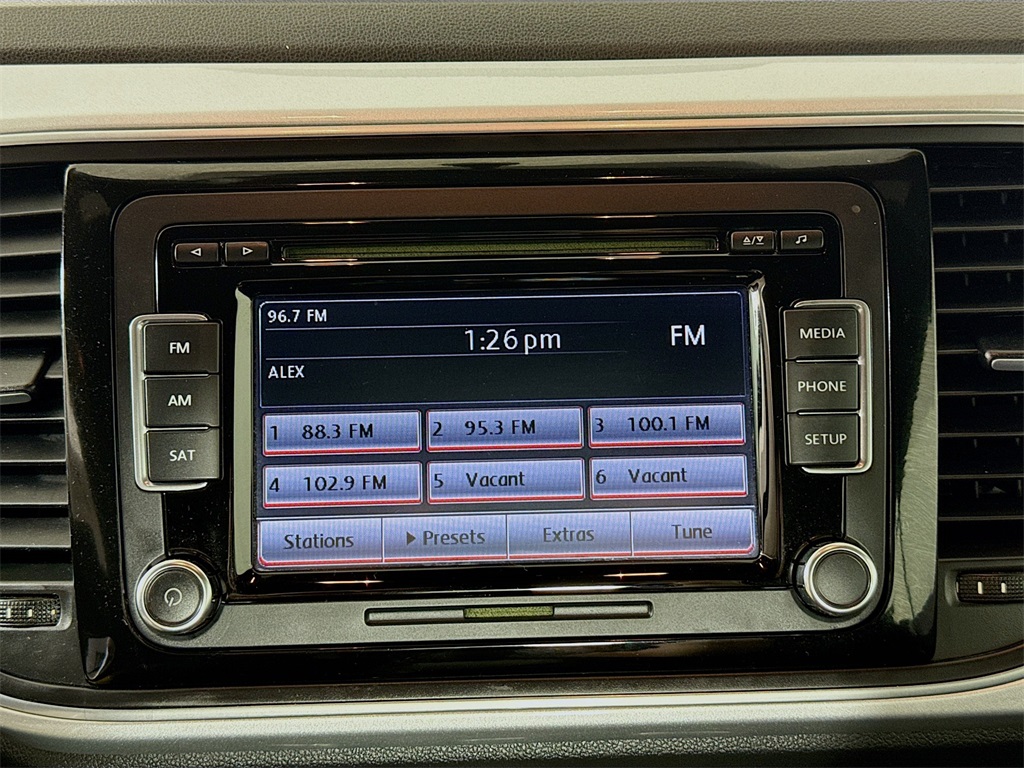 96.7 FM
1:26 pm
FM
ALEX
1 88.3 FM
2 95.3 FM
3 100.1 FM
4 102.9 FM
5 Vacant
6 Vacant
Stations
Presets
Extras
Tune
FM
AM
SAT
MEDIA
PHONE
SETUP